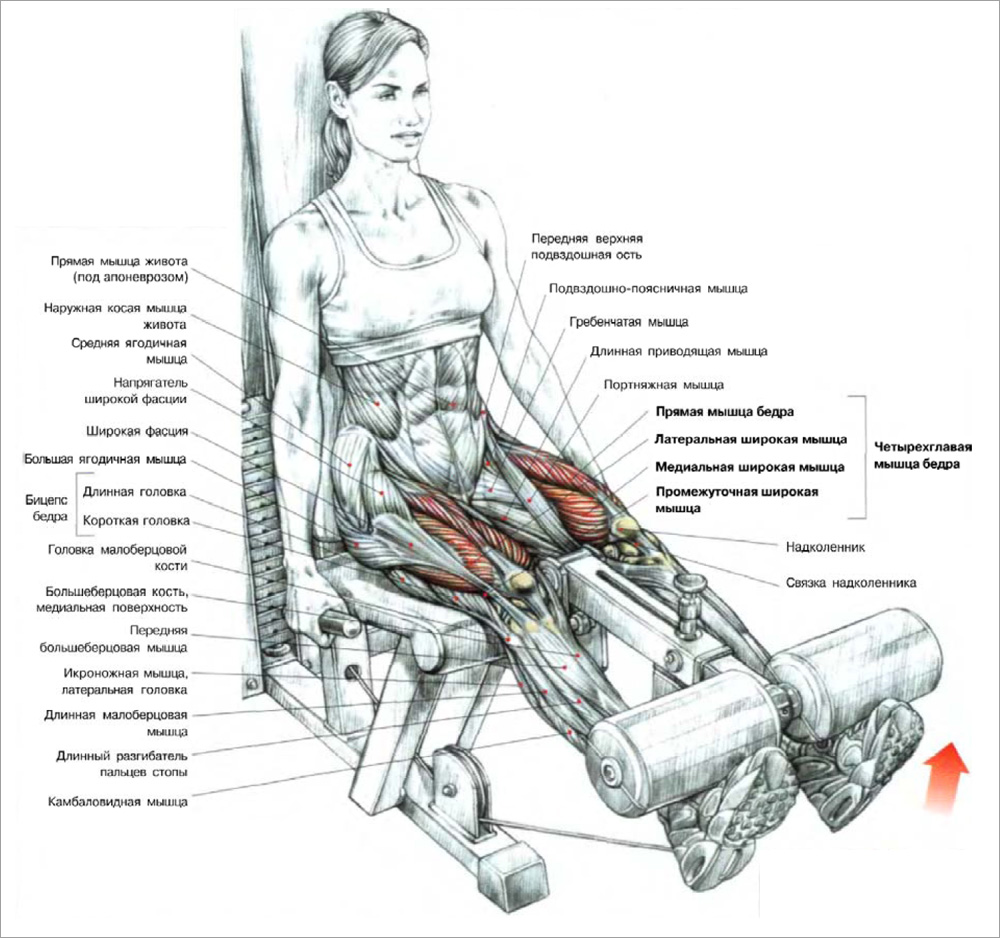 Прямая мышца живота
(под апоневрозом)
Наружная косая мышца
живота
Средняя ягодичная
мышца
Напрягатель
широкой фасции
Широкая фасция
Большая ягодичная мышца
Бицепс
бедра
Длинная головка
Короткая головка
Головка малоберцовой
кости
Большеберцовая кость,
медиальная поверхность
Передняя
большеберцовая мышца
Икроножная мышца,
латеральная головка
Длинная малоберцовая
мышца
Длинный разгибатель
пальцев стопы
Камбаловидная мышца
Передняя верхняя
подвздошная ость
Подвздошно-поясничная мышца
Гребенчатая мышца
Длинная приводящая мышца
Портняжная мышца
Прямая мышца бедра
Латеральная широкая мышца
Медиальная широкая мышца
Промежуточная широкая
мышца
Четырехглавая
мышца бедра
Надколенник
Связка надколенника